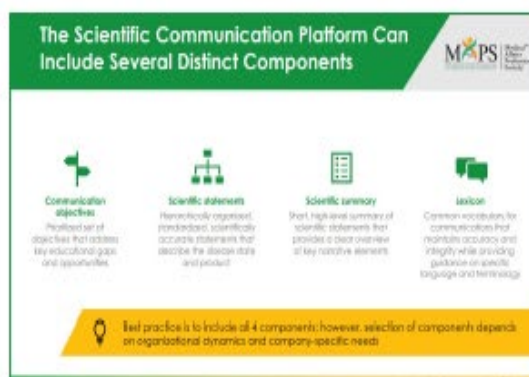 The Scientific Communication Platform Can
Include Several Distinct Components
MAPS
Medical
Affairs
Professional
Society
Communication
objectives
Prioritized set of
objectives that address
key educational gaps
and opportunities
Scientific statements
Hierarchically organized,
standardized, scientifically
accurate statements that
describe the disease state
and product
Scientific summary
Short, high-level summary of
scientific statements that
provides a clear overview
of key narrative elements
Lexicon
Common vocabulary for
communications that
maintains accuracy and
integrity while providing
guidance on specific
language and terminology
Best practice is to include all 4 components; however, selection of components depends
on organizational dynamics and company-specific needs